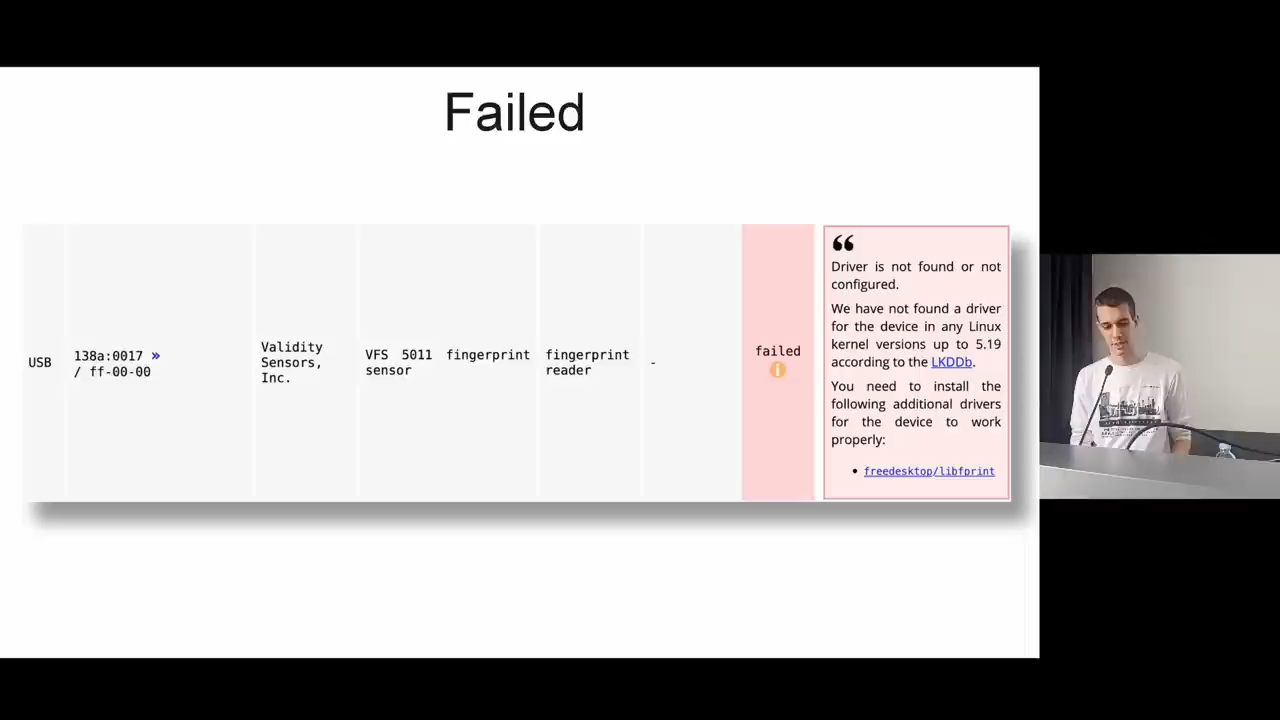 Failed
USB
138a:0017 »
/ ff-00-00
Validity
Sensors,
Inc.
VFS 5011 fingerprint
sensor
fingerprint
reader
-
failed
i
“
Driver is not found or not
configured.
We have not found a driver
for the device in any Linux
kernel versions up to 5.19
according to the LKDDb.
You need to install the
following additional drivers
for the device to work
properly:
• freedesktop/libfprint